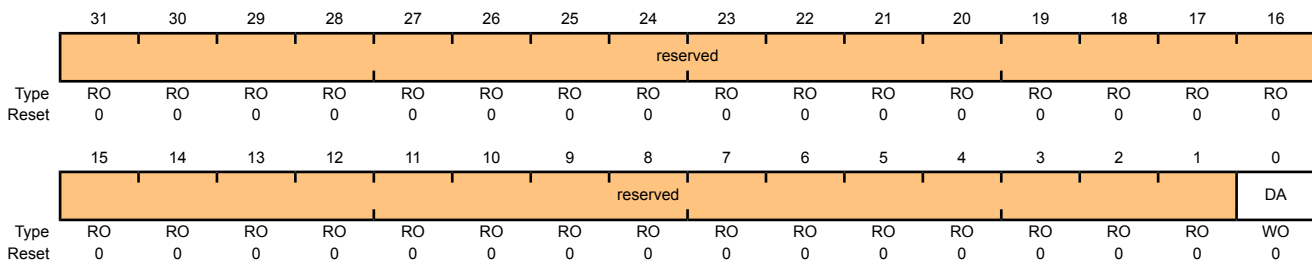 31 30 29 28 27 26 25 24 23 22 21 20 19 18 17 16
reserved
Type RO RO RO RO RO RO RO RO RO RO RO RO RO RO RO RO
Reset 0 0 0 0 0 0 0 0 0 0 0 0 0 0 0 0
15 14 13 12 11 10 9 8 7 6 5 4 3 2 1 0
reserved DA
Type RO RO RO RO RO RO RO RO RO RO RO RO RO RO RO WO
Reset 0 0 0 0 0 0 0 0 0 0 0 0 0 0 0 0